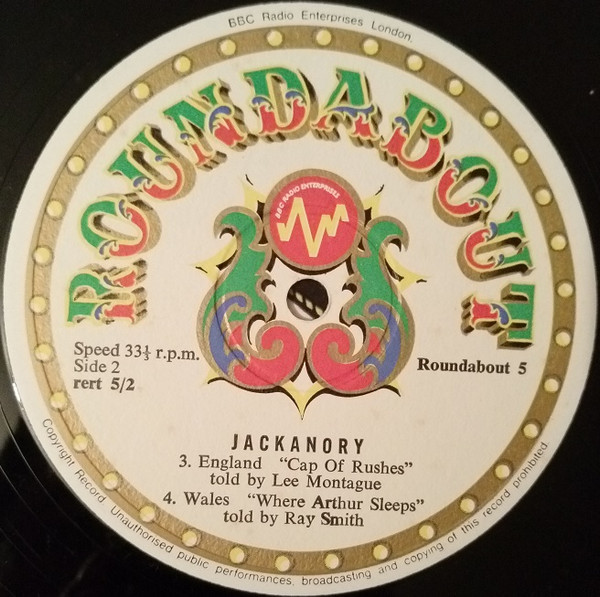 BBC Radio Enterprises London.
ROUNDABOUT
BBC RADIO ENTERPRISES
Speed 33⅓ r.p.m.
Side 2
rert 5/2
Roundabout 5
JACKANORY
3. England "Cap Of Rushes"
told by Lee Montague
4. Wales "Where Arthur Sleeps"
told by Ray Smith
Copyright Record. Unauthorised public performances, broadcasting and copying of this record prohibited.